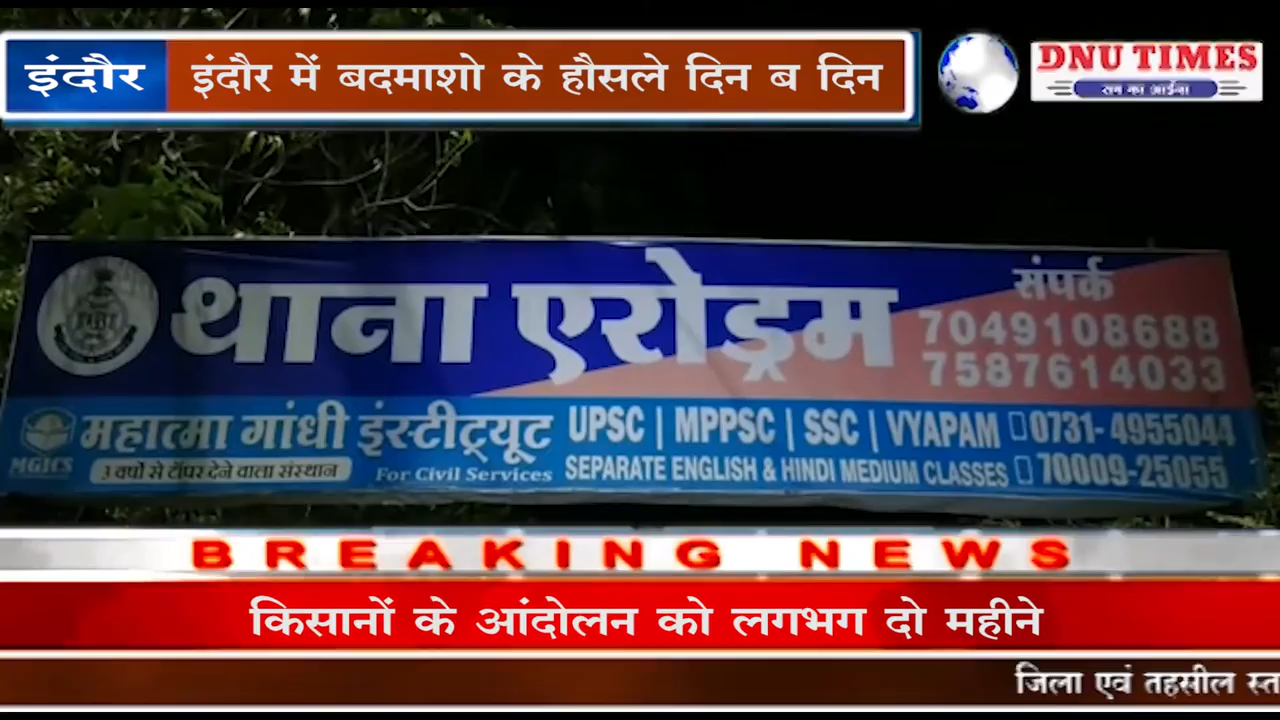 इंदौर
इंदौर में बदमाशो के हौसले दिन ब दिन
DNU TIMES
सच का आईना
थाना एरोड्रम
संपर्क
7049108688
7587614033
महात्मा गांधी इंस्टीट्यूट
MGICS
3 वर्षो से टॉपर देने वाला संस्थान
For Civil Services
UPSC | MPPSC | SSC | VYAPAM 0731-4955044
SEPARATE ENGLISH & HINDI MEDIUM CLASSES 70009-25055
BREAKING NEWS
किसानों के आंदोलन को लगभग दो महीने
जिला एवं तहसील स्त